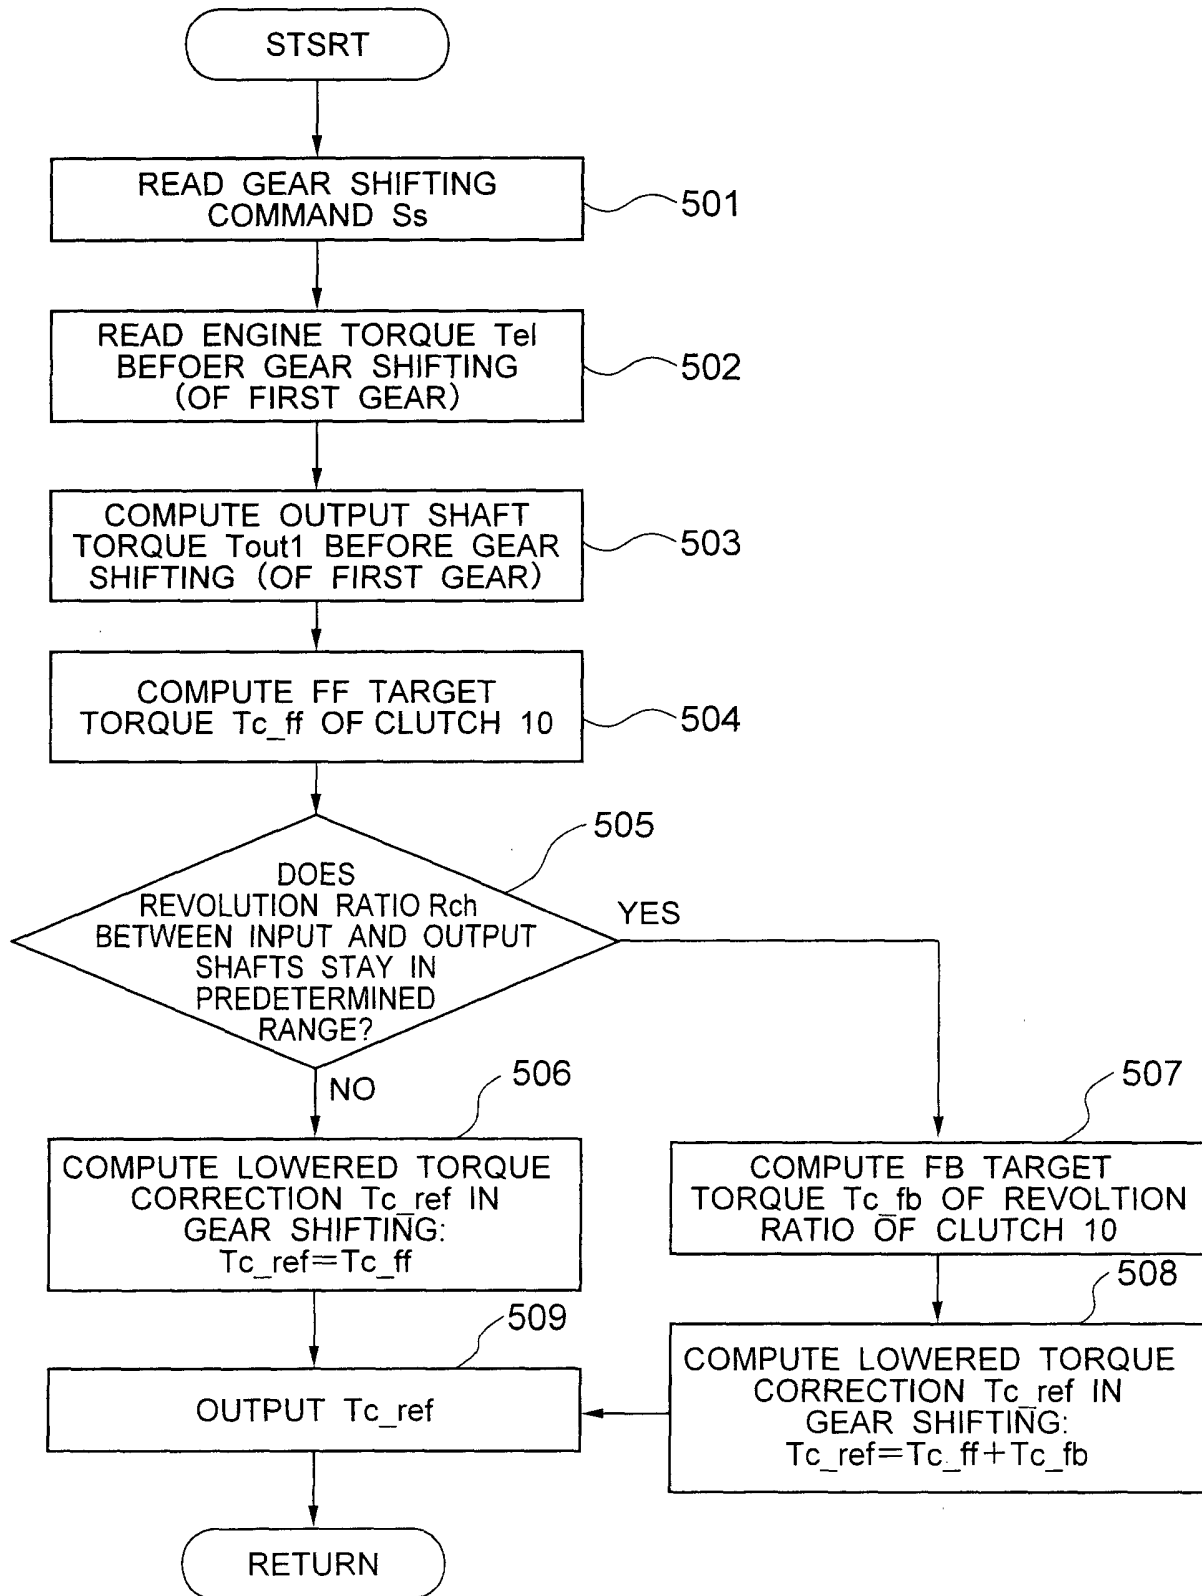 STSRT
READ GEAR SHIFTING
COMMAND Ss
501
READ ENGINE TORQUE Tel
BEFOER GEAR SHIFTING
(OF FIRST GEAR)
502
COMPUTE OUTPUT SHAFT
TORQUE Tout1 BEFORE GEAR
SHIFTING (OF FIRST GEAR)
503
COMPUTE FF TARGET
TORQUE Tc_ff OF CLUTCH 10
504
505
DOES
REVOLUTION RATIO Rch
BETWEEN INPUT AND OUTPUT
SHAFTS STAY IN
PREDETERMINED
RANGE?
YES
NO
506
COMPUTE LOWERED TORQUE
CORRECTION Tc_ref IN
GEAR SHIFTING:
Tc_ref=Tc_ff
507
COMPUTE FB TARGET
TORQUE Tc_fb OF REVOLTION
RATIO OF CLUTCH 10
508
COMPUTE LOWERED TORQUE
CORRECTION Tc_ref IN
GEAR SHIFTING:
Tc_ref=Tc_ff+Tc_fb
509
OUTPUT Tc_ref
RETURN